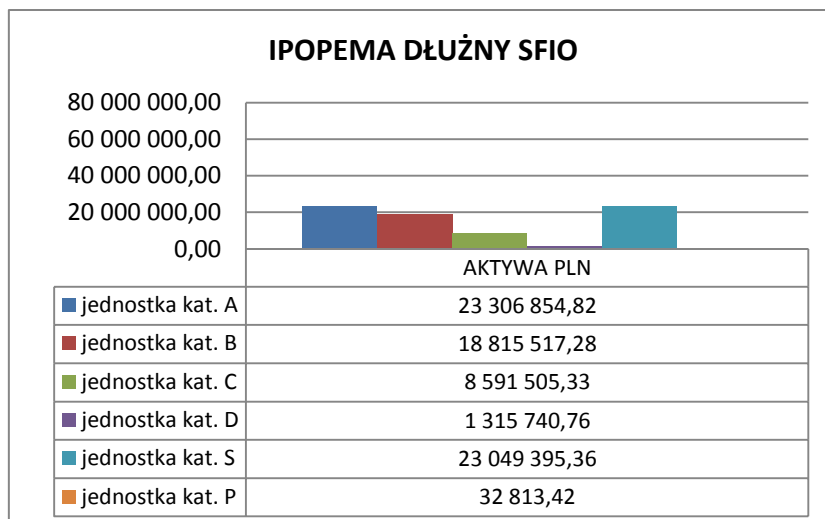 IPOPEMA DŁUŻNY SFIO
80 000 000,00
60 000 000,00
40 000 000,00
20 000 000,00
0,00
AKTYWA PLN
jednostka kat. A 23 306 854,82
jednostka kat. B 18 815 517,28
jednostka kat. C 8 591 505,33
jednostka kat. D 1 315 740,76
jednostka kat. S 23 049 395,36
jednostka kat. P 32 813,42